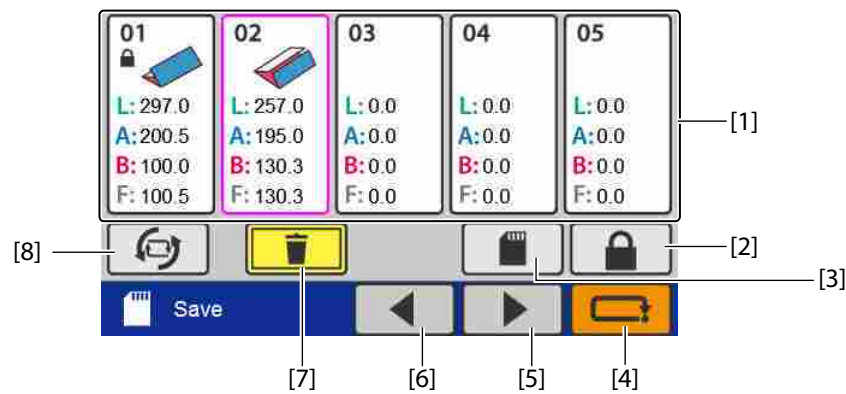 01 02 03 04 05
L: 297.0 L: 257.0 L: 0.0 L: 0.0 L: 0.0
A: 200.5 A: 195.0 A: 0.0 A: 0.0 A: 0.0
B: 100.0 B: 130.3 B: 0.0 B: 0.0 B: 0.0
F: 100.5 F: 130.3 F: 0.0 F: 0.0 F: 0.0
[1]
[8] [2]
[3]
Save
[7] [6] [5] [4]